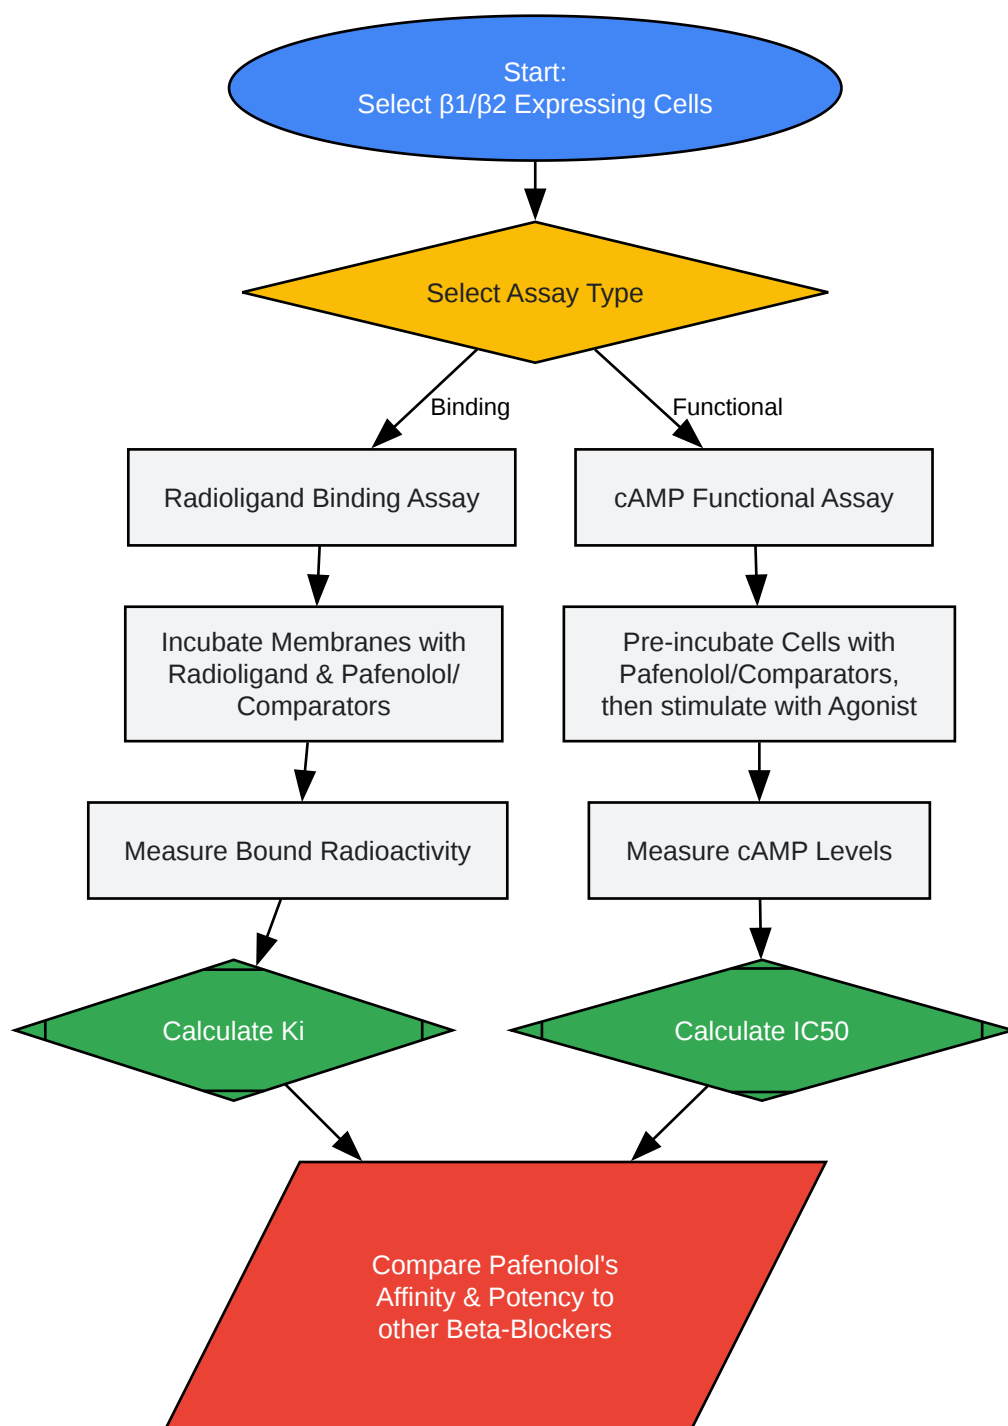 Start:
Select β1/β2 Expressing Cells
Select Assay Type
Binding
Functional
Radioligand Binding Assay
cAMP Functional Assay
Incubate Membranes with
Radioligand & Pafenolol/
Comparators
Pre-incubate Cells with
Pafenolol/Comparators,
then stimulate with Agonist
Measure Bound Radioactivity
Measure cAMP Levels
Calculate Ki
Calculate IC50
Compare Pafenolol's
Affinity & Potency to
other Beta-Blockers